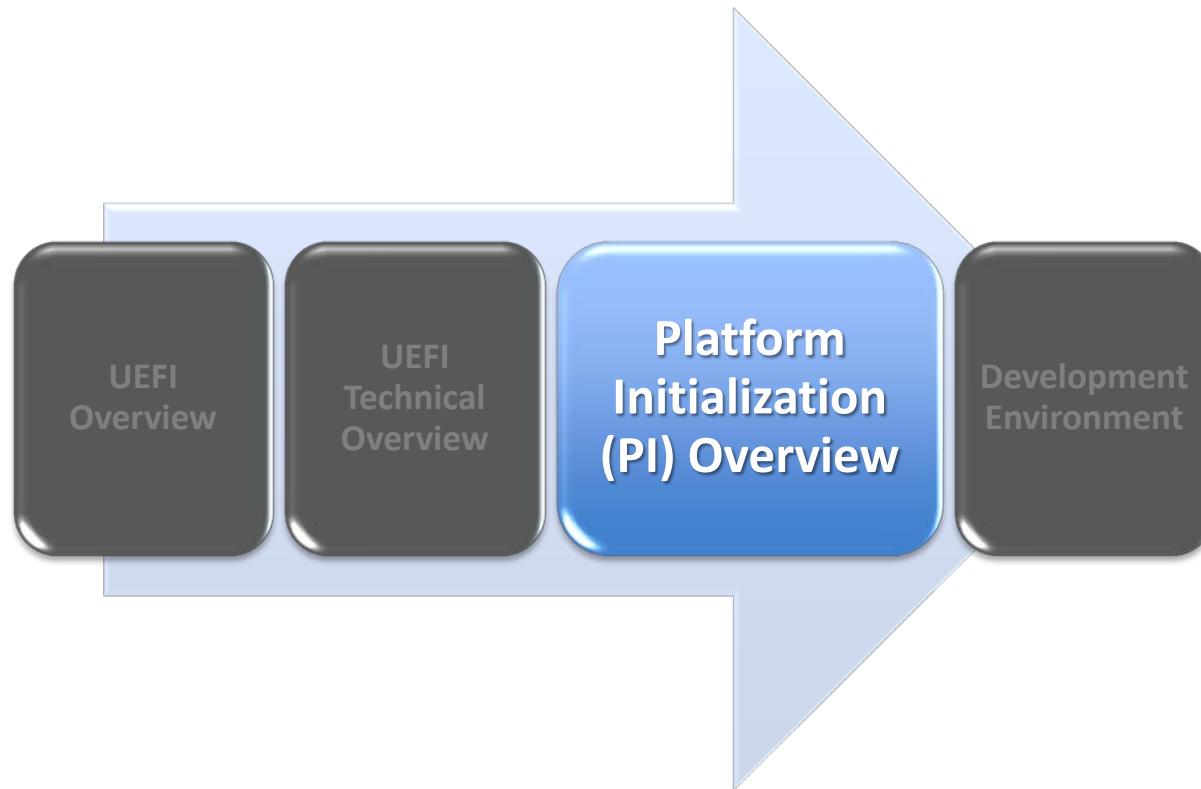 UEFI
Overview
UEFI
Technical
Overview
Platform
Initialization
(PI) Overview
Development
Environment